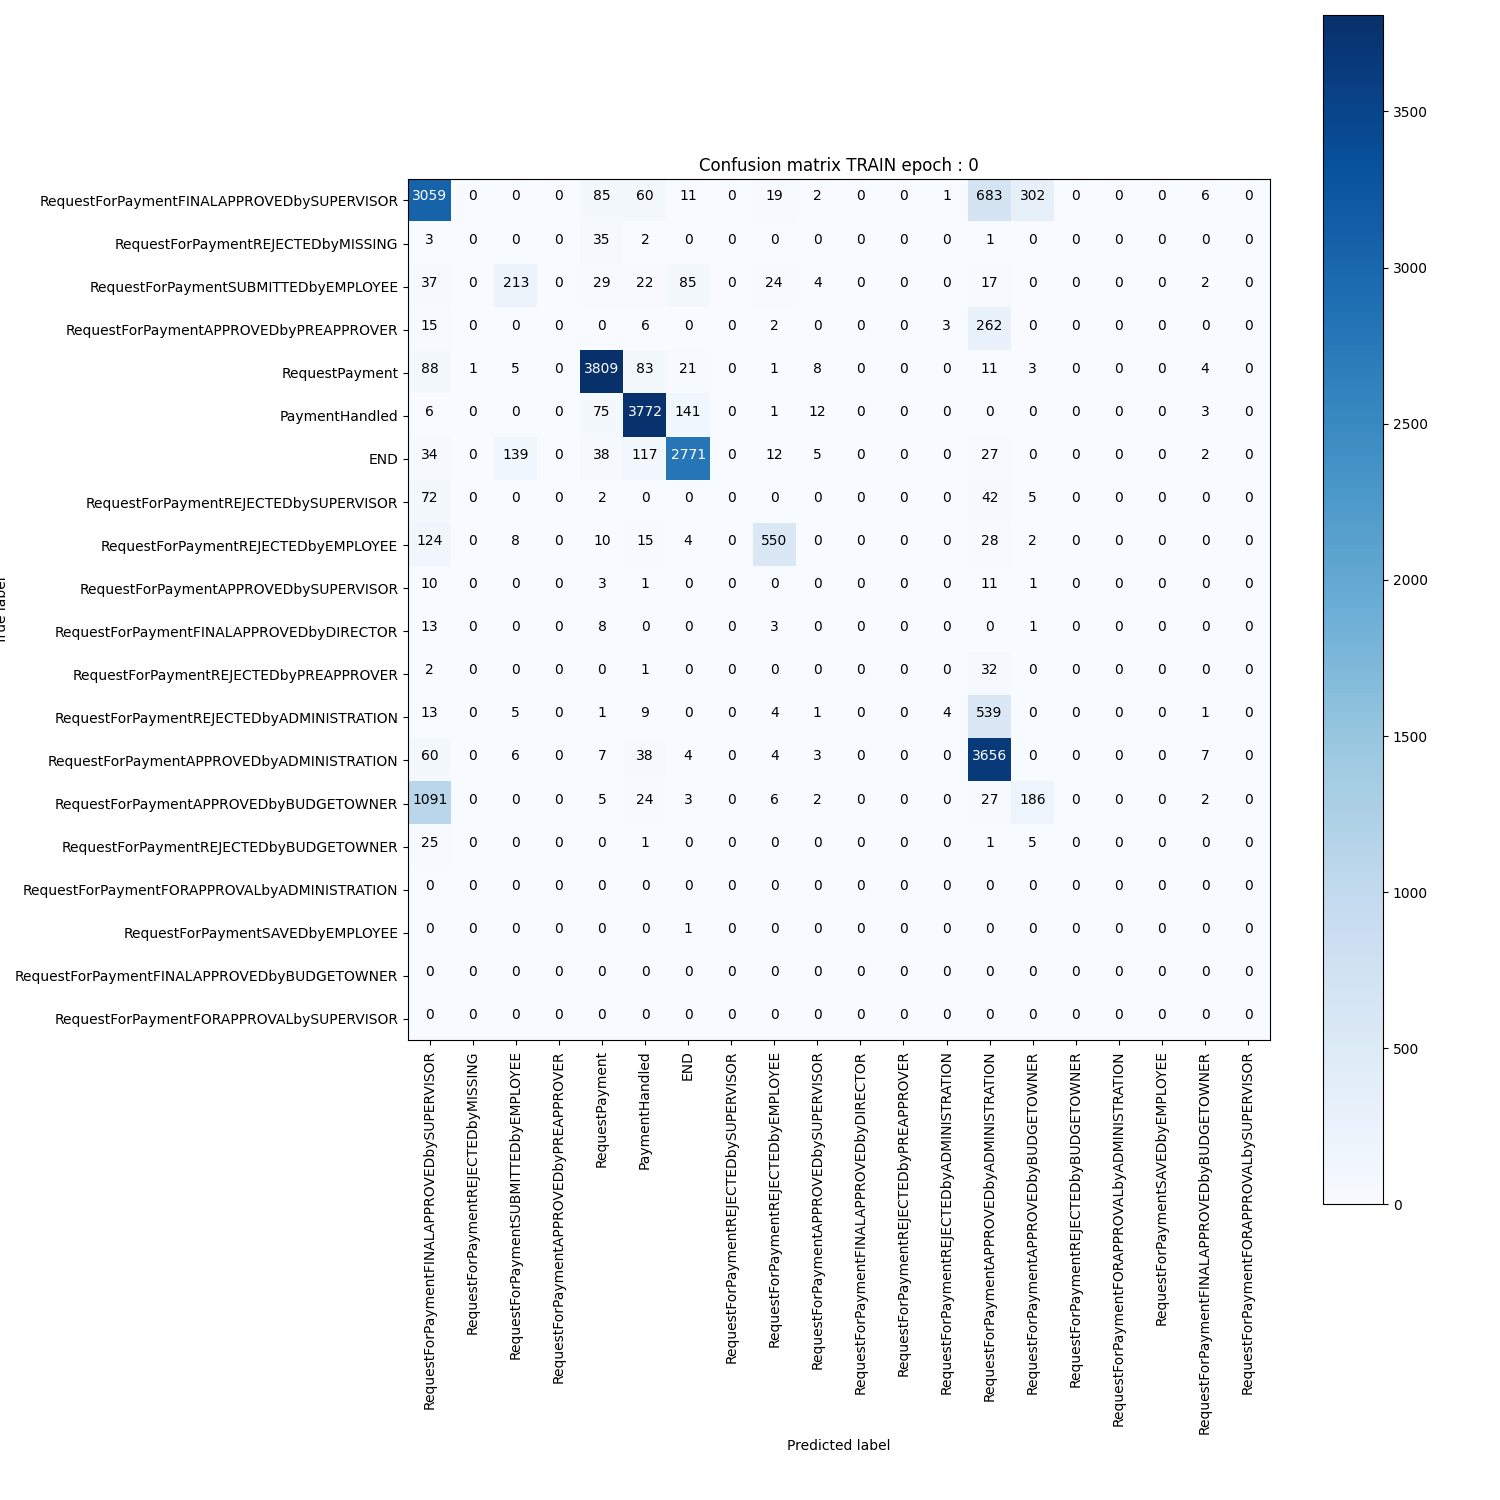 Confusion matrix TRAIN epoch : 0
RequestForPaymentFINALAPPROVEDbySUPERVISOR 3059 0 0 0 85 60 11 0 19 2 0 0 1 683 302 0 0 0 6 0
RequestForPaymentREJECTEDbyMISSING 3 0 0 0 35 2 0 0 0 0 0 0 0 1 0 0 0 0 0 0
RequestForPaymentSUBMITTEDbyEMPLOYEE 37 0 213 0 29 22 85 0 24 4 0 0 0 17 0 0 0 0 2 0
RequestForPaymentAPPROVEDbyPREAPPROVER 15 0 0 0 0 6 0 0 2 0 0 0 3 262 0 0 0 0 0 0
RequestPayment 88 1 5 0 3809 83 21 0 1 8 0 0 0 11 3 0 0 0 4 0
PaymentHandled 6 0 0 0 75 3772 141 0 1 12 0 0 0 0 0 0 0 0 3 0
END 34 0 139 0 38 117 2771 0 12 5 0 0 0 27 0 0 0 0 2 0
RequestForPaymentREJECTEDbySUPERVISOR 72 0 0 0 2 0 0 0 0 0 0 0 0 42 5 0 0 0 0 0
RequestForPaymentREJECTEDbyEMPLOYEE 124 0 8 0 10 15 4 0 550 0 0 0 0 28 2 0 0 0 0 0
RequestForPaymentAPPROVEDbySUPERVISOR 10 0 0 0 3 1 0 0 0 0 0 0 0 11 1 0 0 0 0 0
RequestForPaymentFINALAPPROVEDbyDIRECTOR 13 0 0 0 8 0 0 0 3 0 0 0 0 0 1 0 0 0 0 0
RequestForPaymentREJECTEDbyPREAPPROVER 2 0 0 0 0 1 0 0 0 0 0 0 0 32 0 0 0 0 0 0
RequestForPaymentREJECTEDbyADMINISTRATION 13 0 5 0 1 9 0 0 4 1 0 0 4 539 0 0 0 0 1 0
RequestForPaymentAPPROVEDbyADMINISTRATION 60 0 6 0 7 38 4 0 4 3 0 0 0 3656 0 0 0 0 7 0
RequestForPaymentAPPROVEDbyBUDGETOWNER 1091 0 0 0 5 24 3 0 6 2 0 0 0 27 186 0 0 0 2 0
RequestForPaymentREJECTEDbyBUDGETOWNER 25 0 0 0 0 1 0 0 0 0 0 0 0 1 5 0 0 0 0 0
RequestForPaymentFORAPPROVALbyADMINISTRATION 0 0 0 0 0 0 0 0 0 0 0 0 0 0 0 0 0 0 0 0
RequestForPaymentSAVEDbyEMPLOYEE 0 0 0 0 0 0 1 0 0 0 0 0 0 0 0 0 0 0 0 0
RequestForPaymentFINALAPPROVEDbyBUDGETOWNER 0 0 0 0 0 0 0 0 0 0 0 0 0 0 0 0 0 0 0 0
RequestForPaymentFORAPPROVALbySUPERVISOR 0 0 0 0 0 0 0 0 0 0 0 0 0 0 0 0 0 0 0 0
RequestForPaymentFINALAPPROVEDbySUPERVISOR
RequestForPaymentREJECTEDbyMISSING
RequestForPaymentSUBMITTEDbyEMPLOYEE
RequestForPaymentAPPROVEDbyPREAPPROVER
RequestPayment
PaymentHandled
END
RequestForPaymentREJECTEDbySUPERVISOR
RequestForPaymentREJECTEDbyEMPLOYEE
RequestForPaymentAPPROVEDbySUPERVISOR
RequestForPaymentFINALAPPROVEDbyDIRECTOR
RequestForPaymentREJECTEDbyPREAPPROVER
RequestForPaymentREJECTEDbyADMINISTRATION
RequestForPaymentAPPROVEDbyADMINISTRATION
RequestForPaymentAPPROVEDbyBUDGETOWNER
RequestForPaymentREJECTEDbyBUDGETOWNER
RequestForPaymentFORAPPROVALbyADMINISTRATION
RequestForPaymentSAVEDbyEMPLOYEE
RequestForPaymentFINALAPPROVEDbyBUDGETOWNER
RequestForPaymentFORAPPROVALbySUPERVISOR
Predicted label
3500
3000
2500
2000
1500
1000
500
0